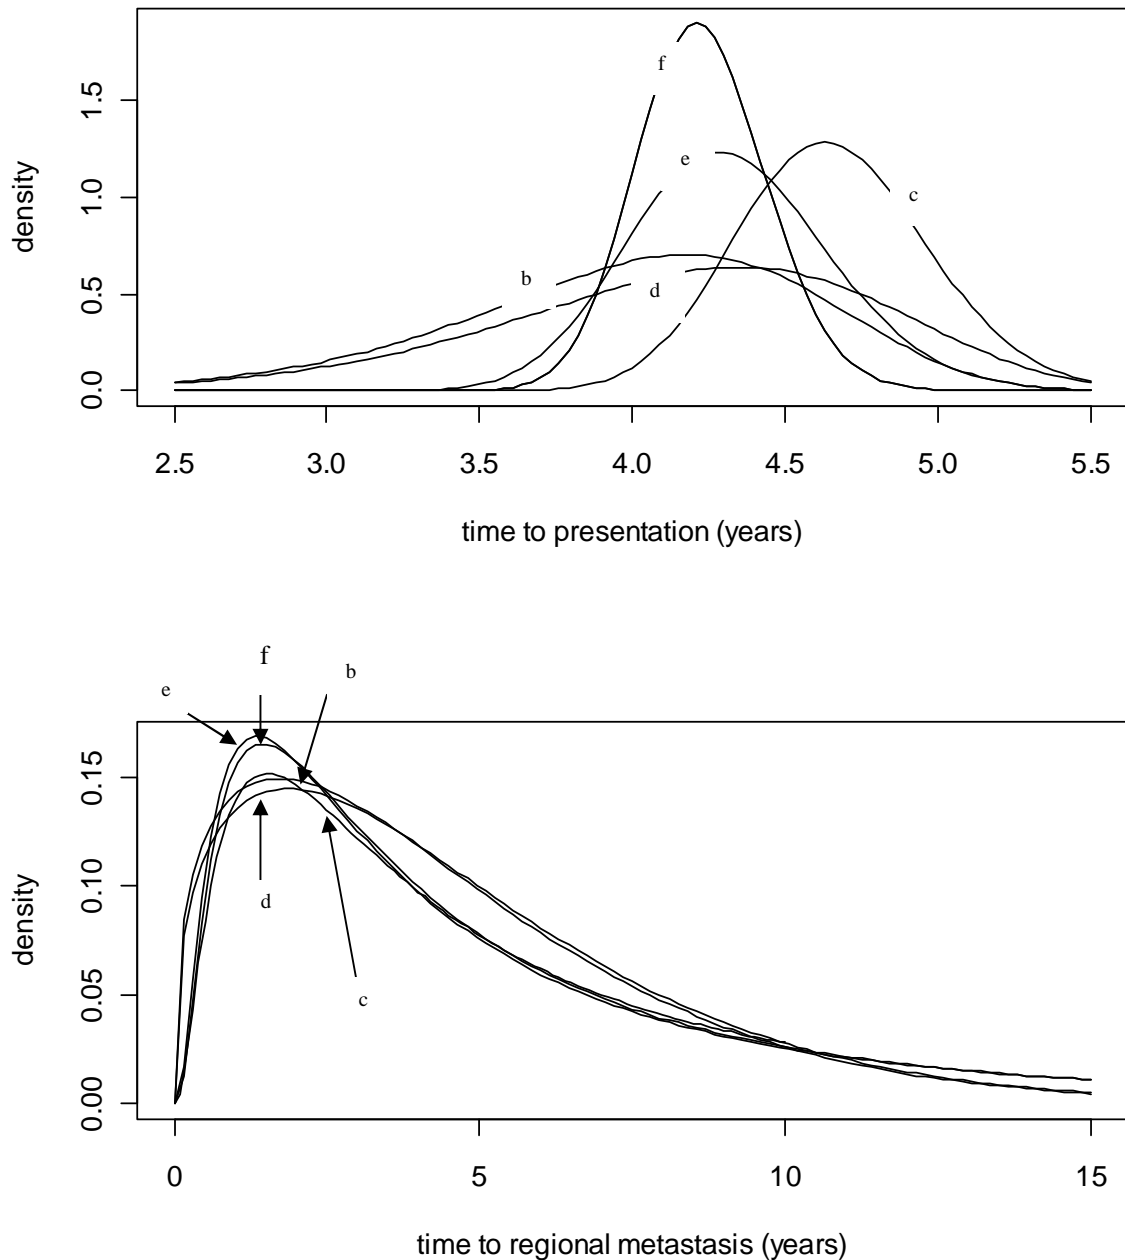 density
0.0 0.5 1.0 1.5
f
e
c
b
d
2.5 3.0 3.5 4.0 4.5 5.0 5.5
time to presentation (years)
f
b
e
density
0.00 0.05 0.10 0.15
d
c
0 5 10 15
time to regional metastasis (years)